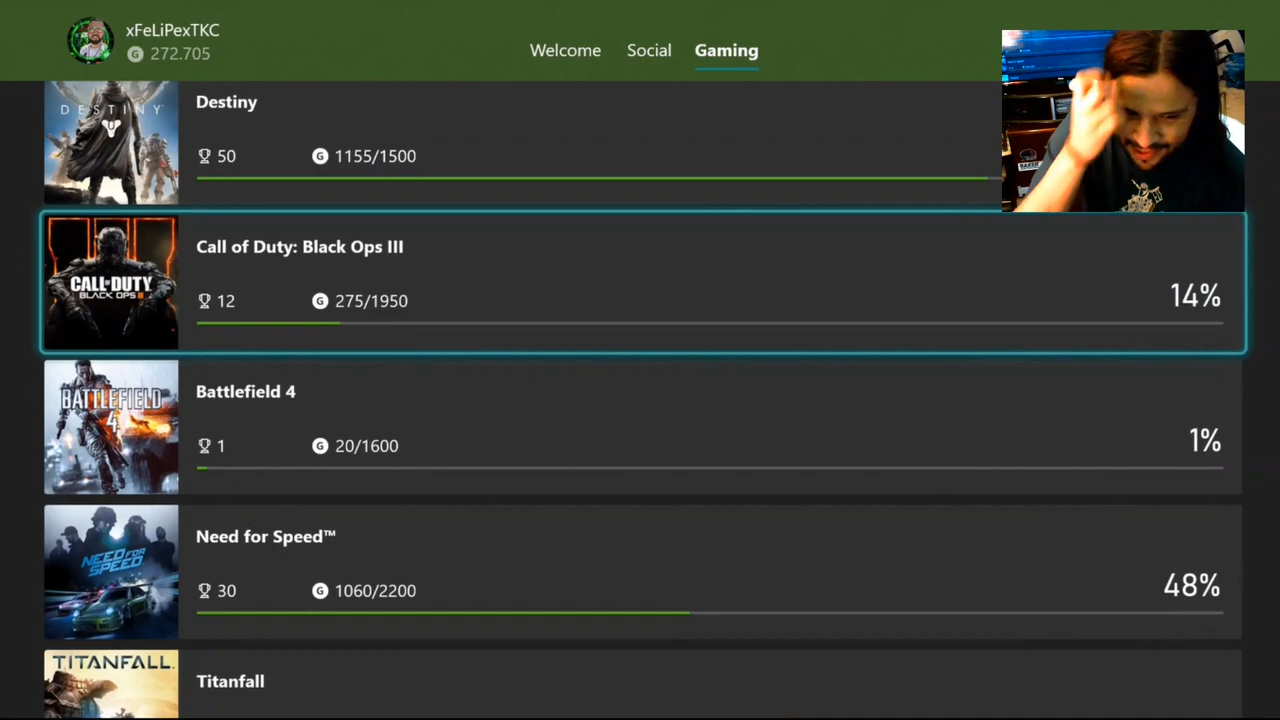 xFeLiPexTKC
G 272.705
Welcome Social Gaming
DESTINY
Destiny
50 G 1155/1500
CALL OF DUTY
BLACK OPS III
Call of Duty: Black Ops III
12 G 275/1950
14%
BATTLEFIELD
4
Battlefield 4
1 G 20/1600
1%
NEED FOR
SPEED
Need for Speed™
30 G 1060/2200
48%
TITANFALL
Titanfall